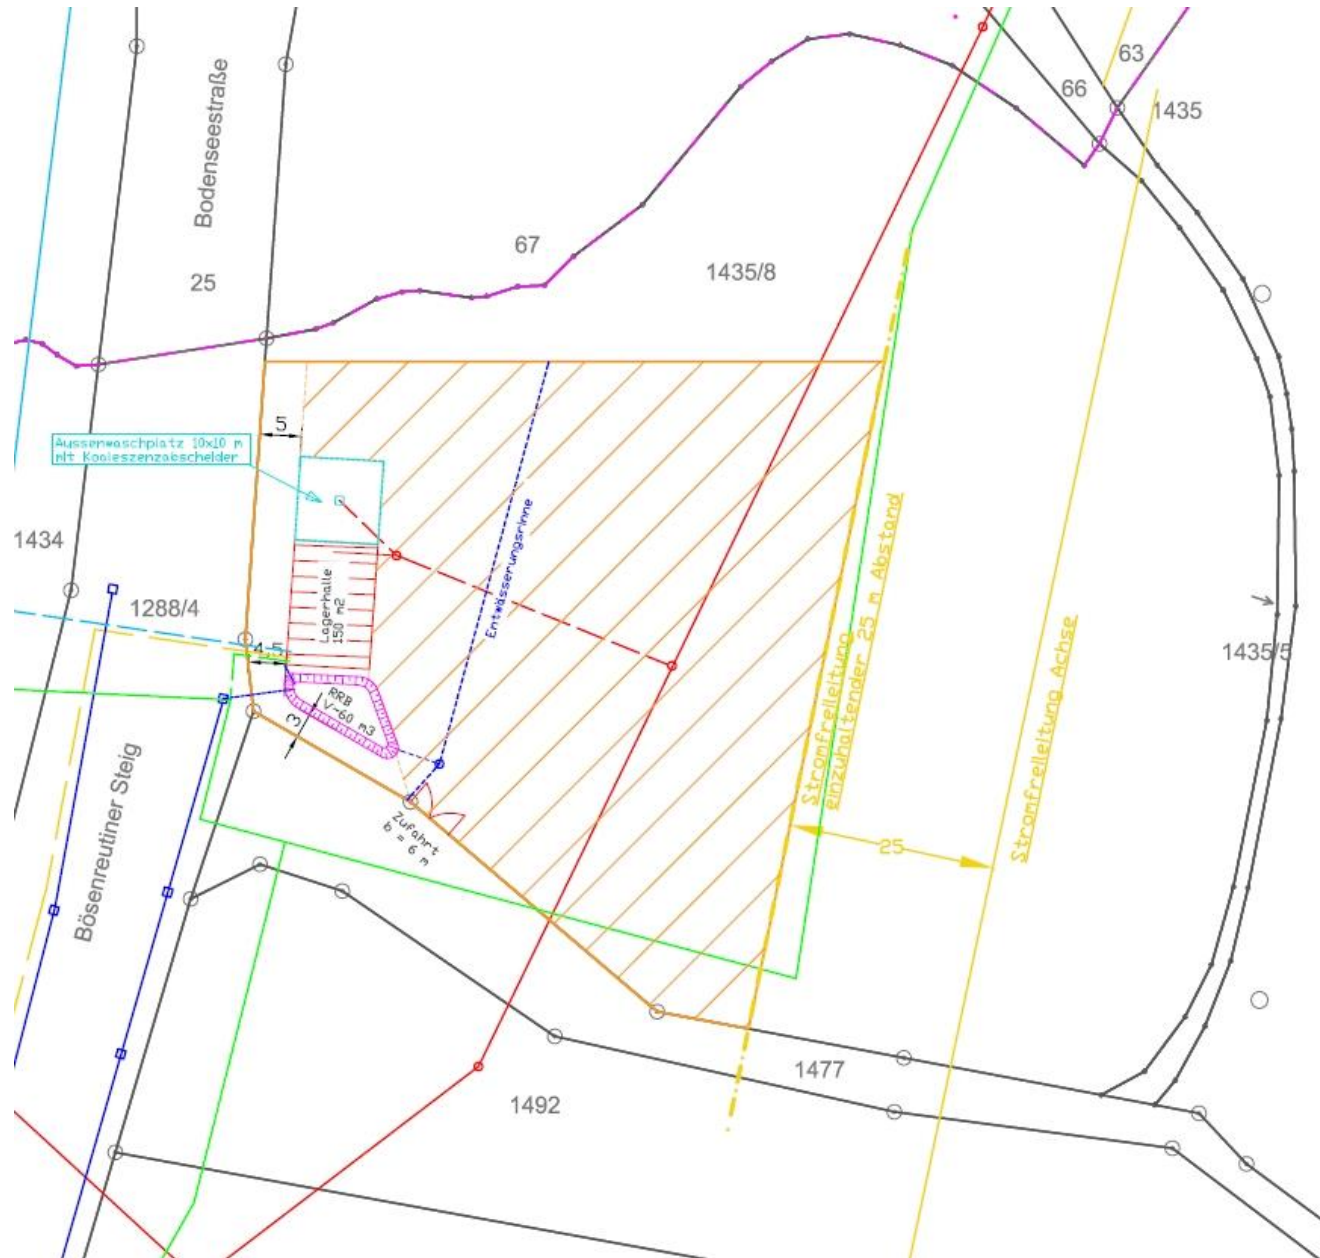 63
66
1435
Bodenseestraße
67
1435/8
25
5
Aussenwaschplatz 10x10 m
mit Koaleszenzabscheider
Entwässerungsrinne
1434
Lagerhalle
150 m2
1288/4
4,5
RRB
V~60 m3
3
Stromfreileitung
einzuhaltender 25 m Abstand
Stromfreileitung Achse
1435/5
Bösenreutiner Steig
Zufahrt
b = 6 m
25
1477
1492